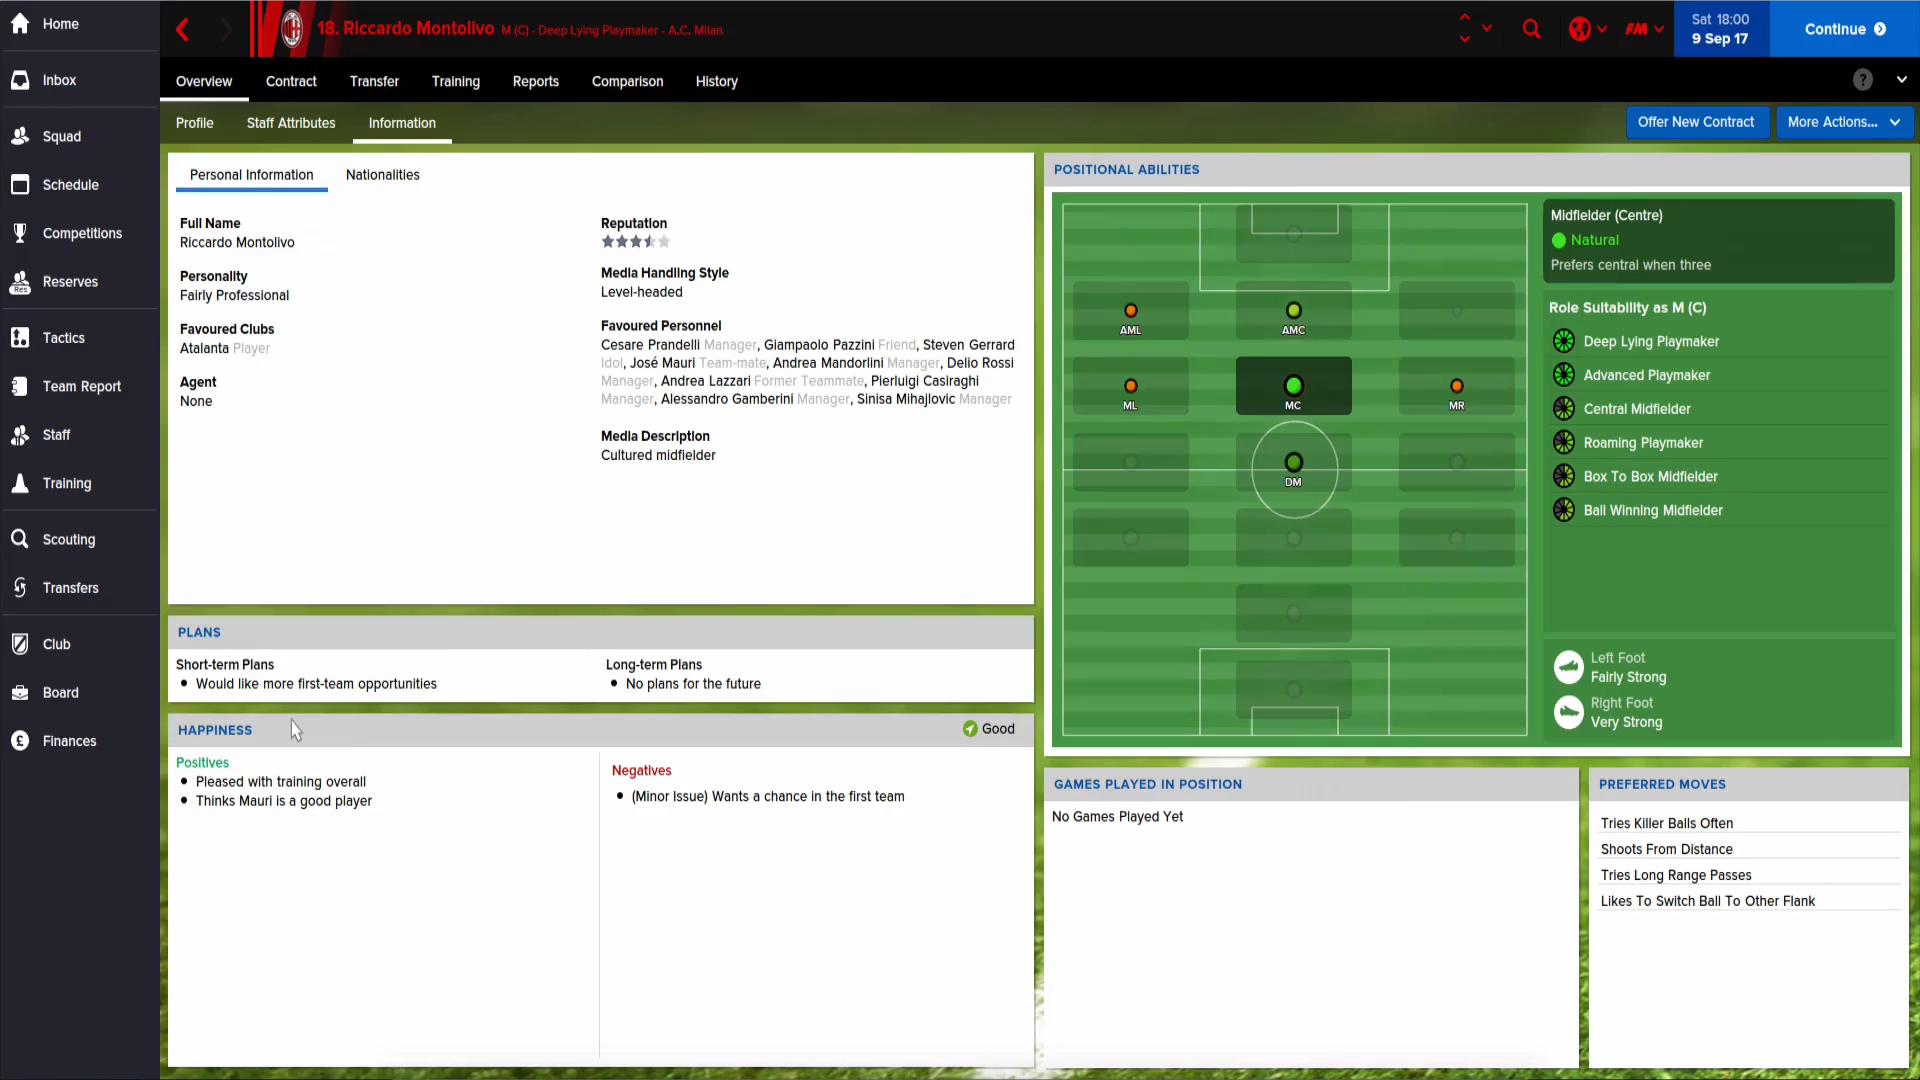 Home
Inbox
Squad
Schedule
Competitions
Res
Reserves
Tactics
Team Report
Staff
Training
Scouting
Transfers
Club
Board
Finances
18. Riccardo Montolivo M (C) - Deep Lying Playmaker - A.C. Milan
FM
Sat 18:00
9 Sep 17
Continue
Overview Contract Transfer Training Reports Comparison History
?
Profile Staff Attributes Information
Offer New Contract More Actions...
Personal Information Nationalities
Full Name
Riccardo Montolivo
Personality
Fairly Professional
Favoured Clubs
Atalanta Player
Agent
None
Reputation
Media Handling Style
Level-headed
Favoured Personnel
Cesare Prandelli Manager, Giampaolo Pazzini Friend, Steven Gerrard
Idol, José Mauri Team-mate, Andrea Mandorlini Manager, Delio Rossi
Manager, Andrea Lazzari Former Teammate, Pierluigi Casiraghi
Manager, Alessandro Gamberini Manager, Sinisa Mihajlovic Manager
Media Description
Cultured midfielder
PLANS
Short-term Plans
• Would like more first-team opportunities
Long-term Plans
• No plans for the future
HAPPINESS
Good
Positives
• Pleased with training overall
• Thinks Mauri is a good player
Negatives
• (Minor Issue) Wants a chance in the first team
POSITIONAL ABILITIES
AML AMC
ML MC MR
DM
Midfielder (Centre)
Natural
Prefers central when three
Role Suitability as M (C)
Deep Lying Playmaker
Advanced Playmaker
Central Midfielder
Roaming Playmaker
Box To Box Midfielder
Ball Winning Midfielder
Left Foot
Fairly Strong
Right Foot
Very Strong
GAMES PLAYED IN POSITION
No Games Played Yet
PREFERRED MOVES
Tries Killer Balls Often
Shoots From Distance
Tries Long Range Passes
Likes To Switch Ball To Other Flank